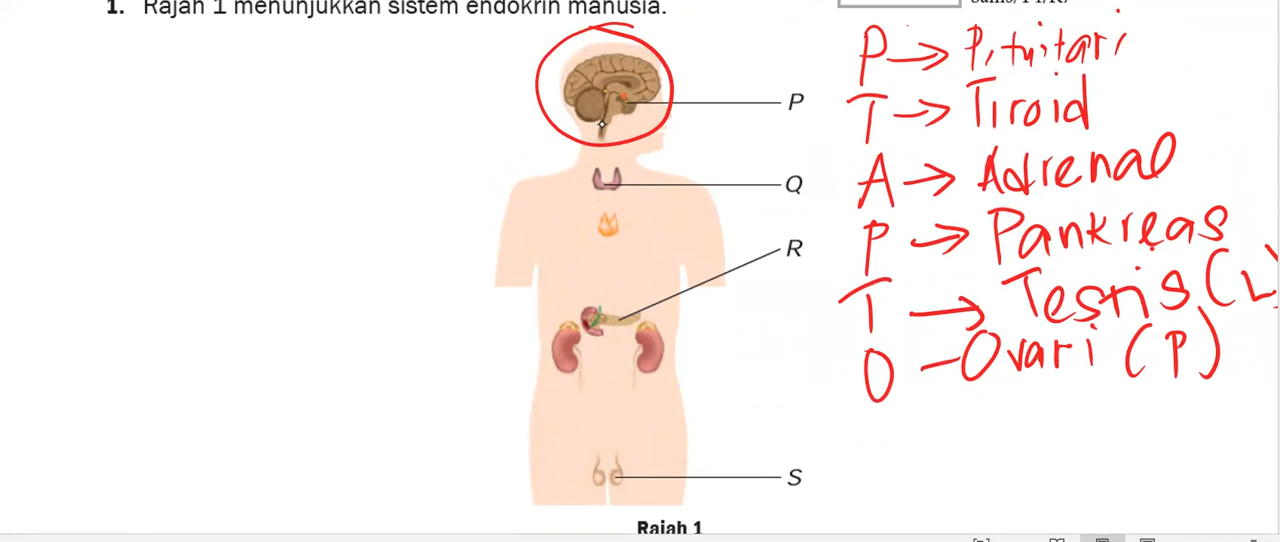 1. Rajah 1 menunjukkan sistem endokrin manusia.
P → Pituitari
P
T → Tiroid
Q
A → Adrenal
R
P → Pankreas
T → Testis (L)
O - Ovari (P)
S
Rajah 1